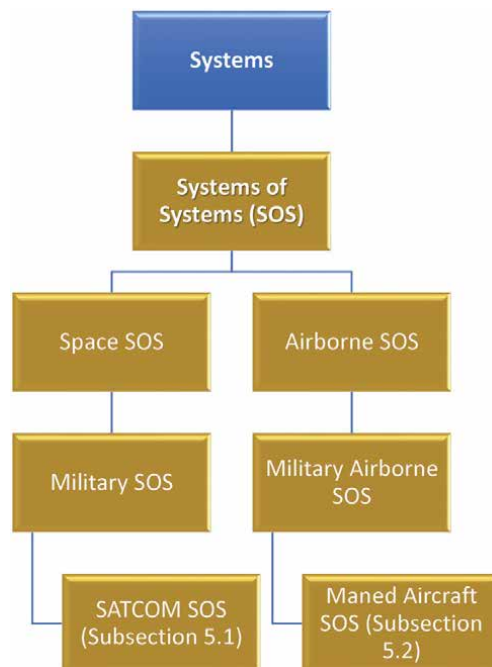 Systems
Systems of
Systems (SOS)
Space SOS
Airborne SOS
Military SOS
Military Airborne
SOS
SATCOM SOS
(Subsection 5.1)
Maned Aircraft
SOS (Subsection
5.2)